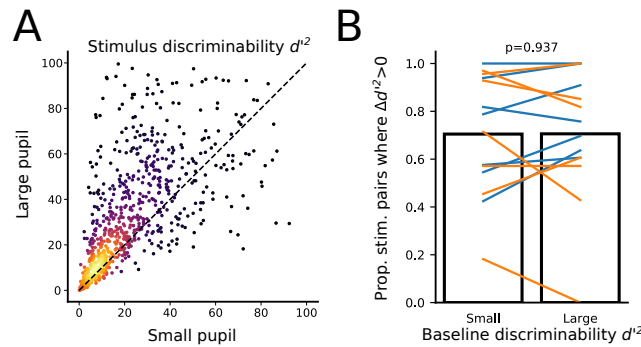 A
Stimulus discriminability d'²
Large pupil
100
80
60
40
20
0
0
20
40
60
80
100
Small pupil
B
p=0.937
Prop. stim. pairs where Δd'²>0
1.0
0.8
0.6
0.4
0.2
0.0
Small
Large
Baseline discriminability d'²